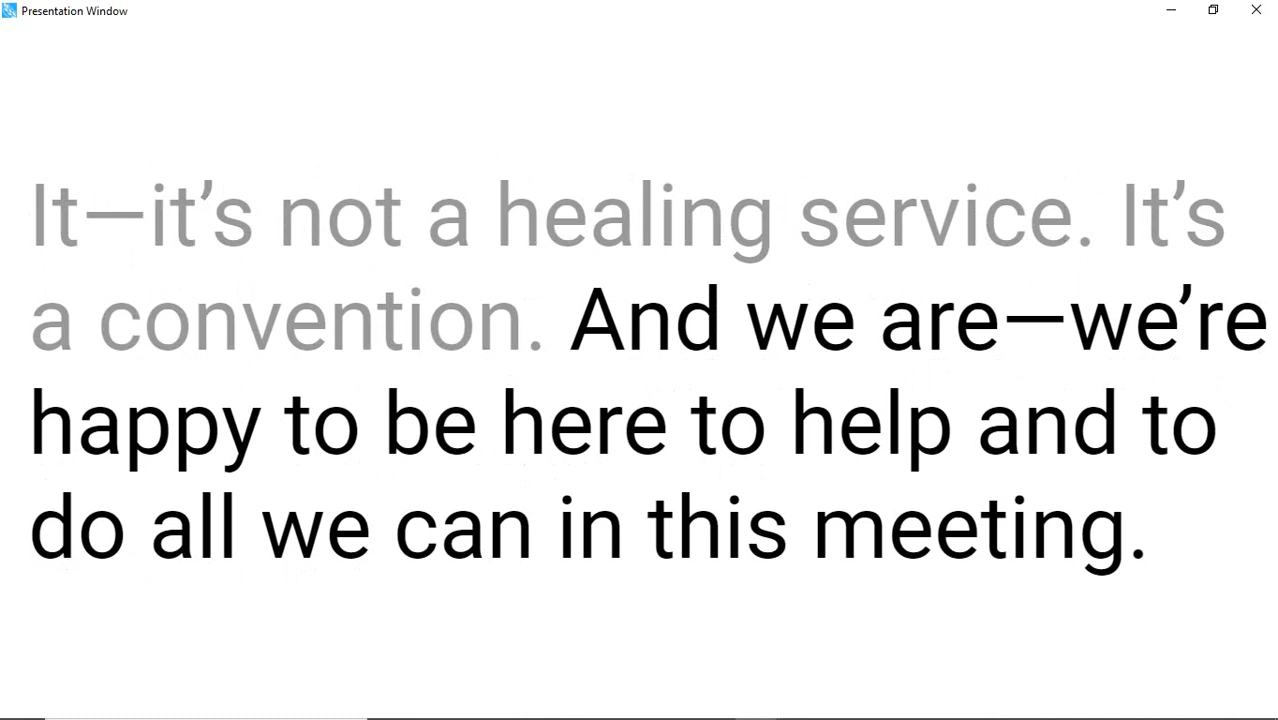 Presentation Window
It—it’s not a healing service. It’s
a convention. And we are—we’re
happy to be here to help and to
do all we can in this meeting.